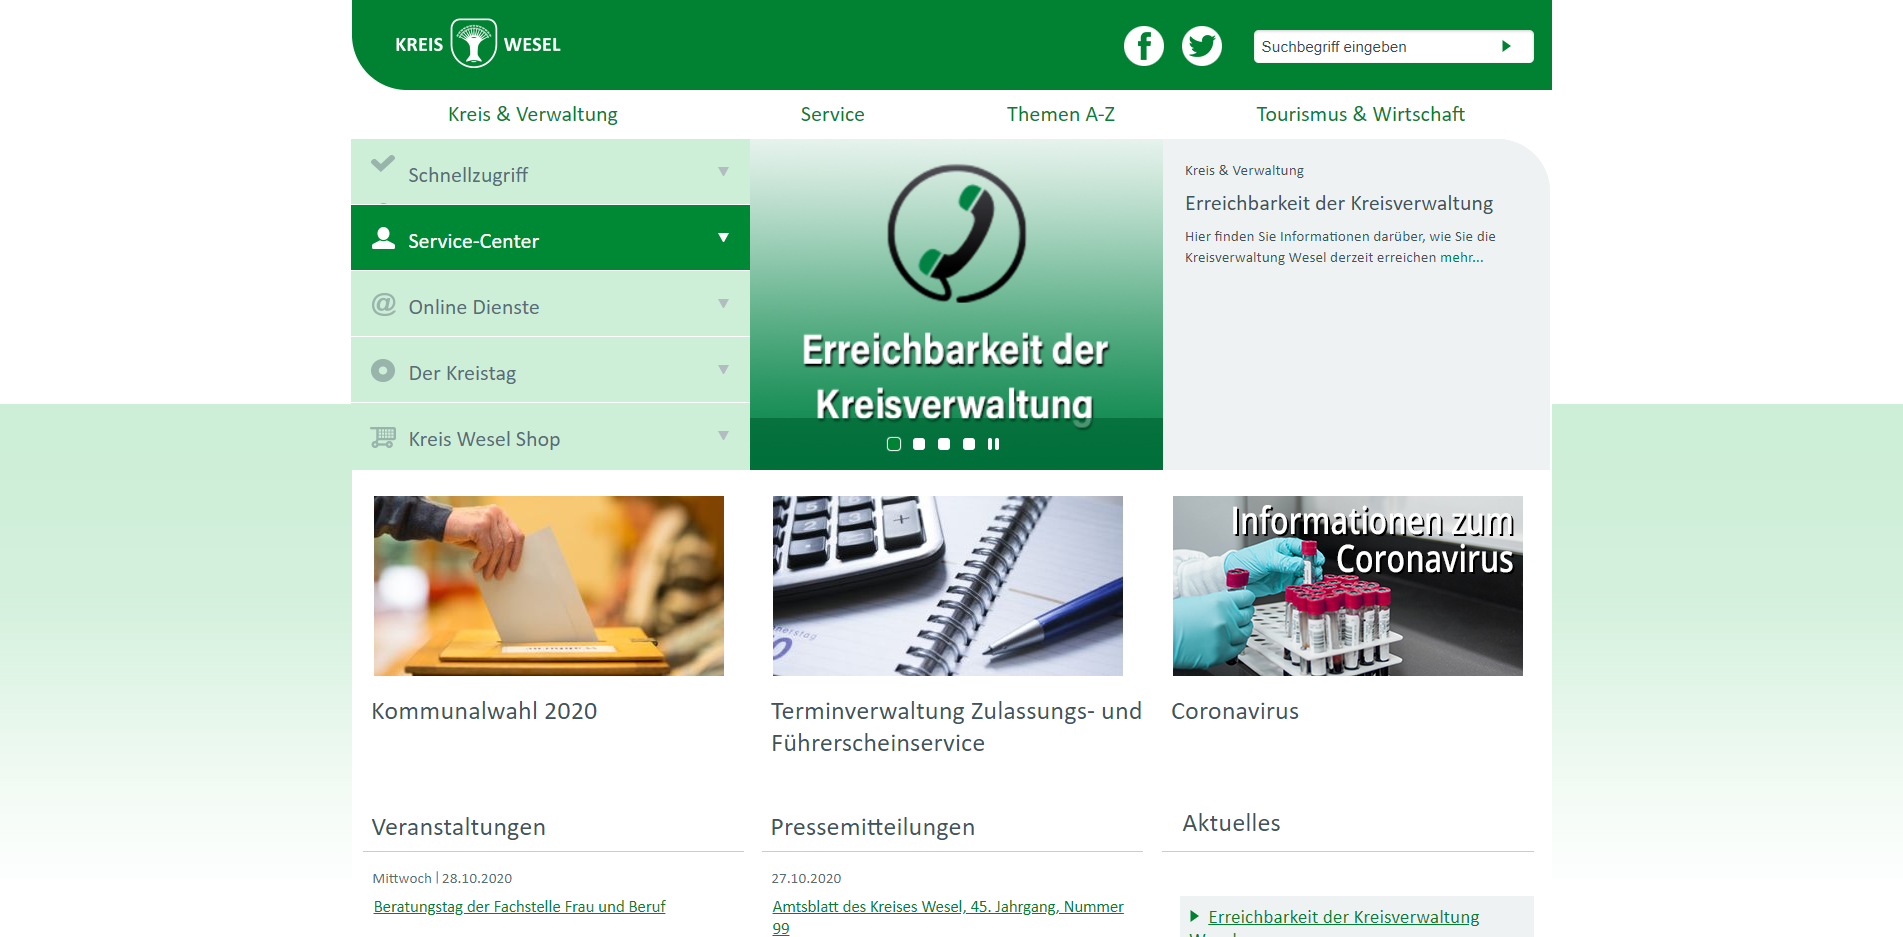 KREIS WESEL
Suchbegriff eingeben
Kreis & Verwaltung
Service
Themen A-Z
Tourismus & Wirtschaft
Schnellzugriff
Service-Center
Online Dienste
Der Kreistag
Kreis Wesel Shop
Erreichbarkeit der
Kreisverwaltung
Kreis & Verwaltung
Erreichbarkeit der Kreisverwaltung
Hier finden Sie Informationen darüber, wie Sie die
Kreisverwaltung Wesel derzeit erreichen mehr...
Informationen zum
Coronavirus
Kommunalwahl 2020
Terminverwaltung Zulassungs- und
Führerscheinservice
Coronavirus
Veranstaltungen
Mittwoch | 28.10.2020
Beratungstag der Fachstelle Frau und Beruf
Pressemitteilungen
27.10.2020
Amtsblatt des Kreises Wesel, 45. Jahrgang, Nummer
99
Aktuelles
Erreichbarkeit der Kreisverwaltung